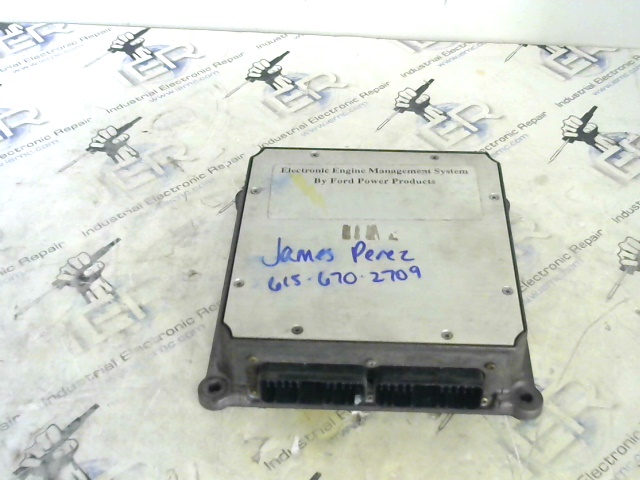 Electronic Engine Management System
By Ford Power Products
James Perez
615·670·2709
Industrial Electronic Repair